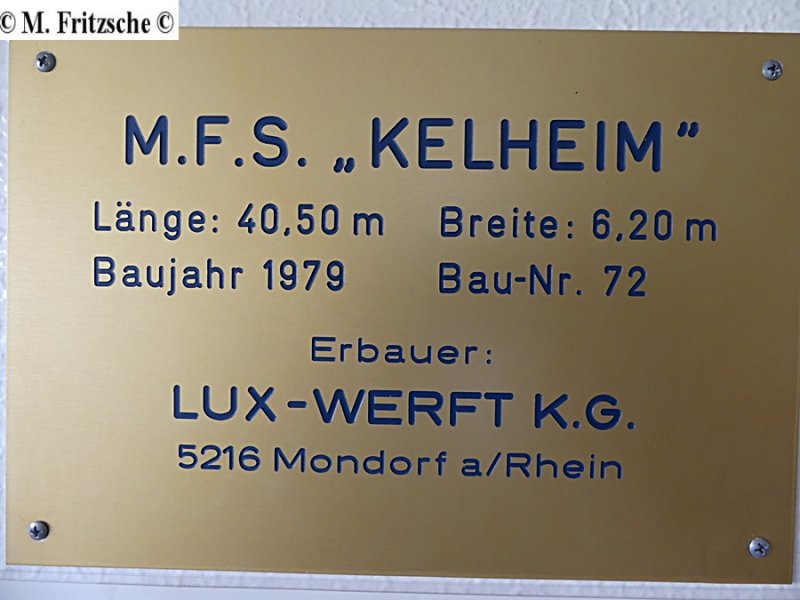 © M. Fritzsche ©
M.F.S. „KELHEIM”
Länge: 40,50 m Breite: 6,20 m
Baujahr 1979 Bau-Nr. 72
Erbauer:
LUX-WERFT K.G.
5216 Mondorf a/Rhein